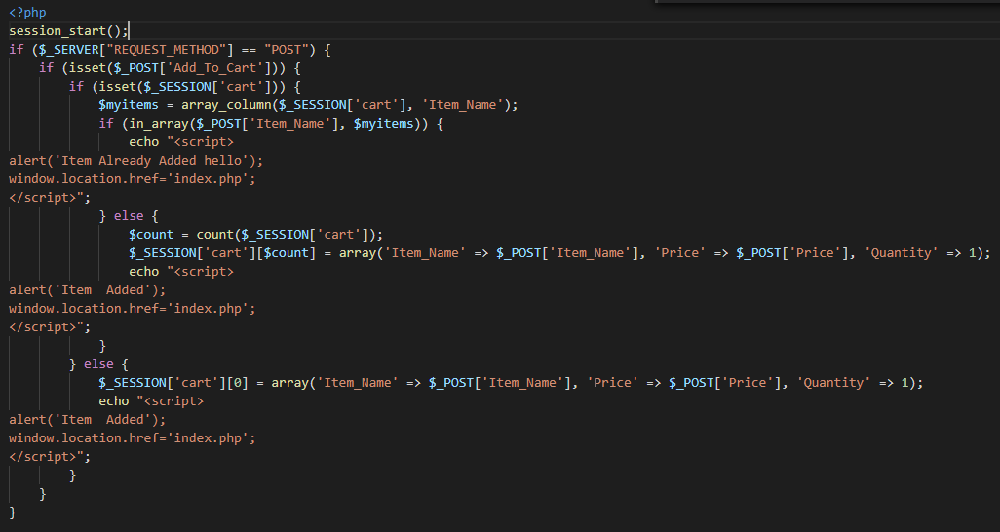 <?php
session_start();
if ($_SERVER["REQUEST_METHOD"] == "POST") {
    if (isset($_POST['Add_To_Cart'])) {
        if (isset($_SESSION['cart'])) {
            $myitems = array_column($_SESSION['cart'], 'Item_Name');
            if (in_array($_POST['Item_Name'], $myitems)) {
                echo "<script>
alert('Item Already Added hello');
window.location.href='index.php';
</script>";
            } else {
                $count = count($_SESSION['cart']);
                $_SESSION['cart'][$count] = array('Item_Name' => $_POST['Item_Name'], 'Price' => $_POST['Price'], 'Quantity' => 1);
                echo "<script>
alert('Item  Added');
window.location.href='index.php';
</script>";
            }
        } else {
            $_SESSION['cart'][0] = array('Item_Name' => $_POST['Item_Name'], 'Price' => $_POST['Price'], 'Quantity' => 1);
            echo "<script>
alert('Item  Added');
window.location.href='index.php';
</script>";
        }
    }
}